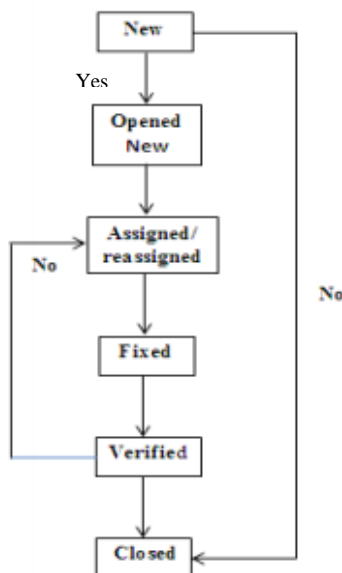 New
Yes
Opened
New
Assigned/
reassigned
No
No
Fixed
Verified
Closed